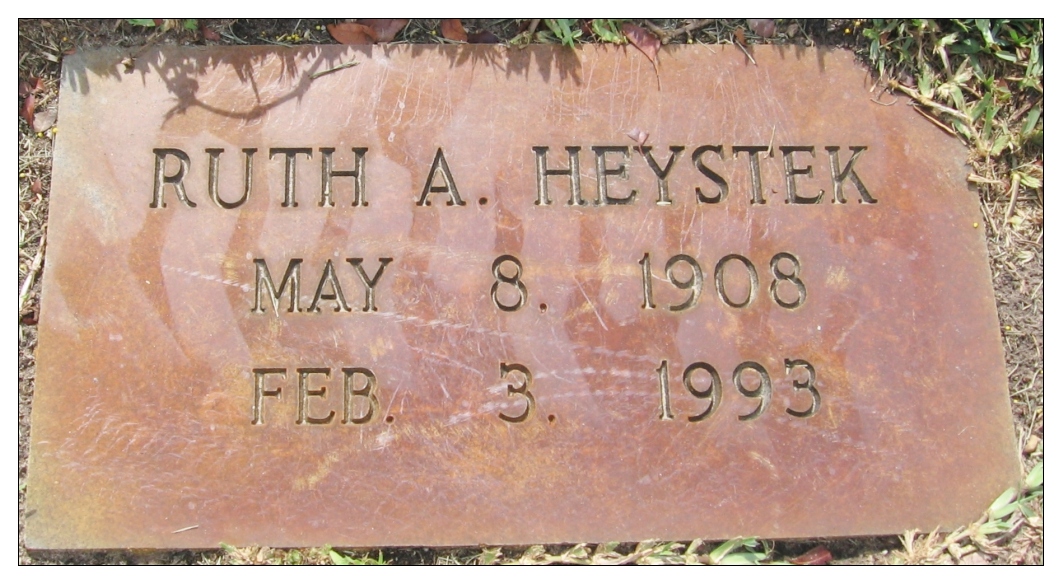 RUTH A. HEYSTEK
MAY 8. 1908
FEB. 3. 1993